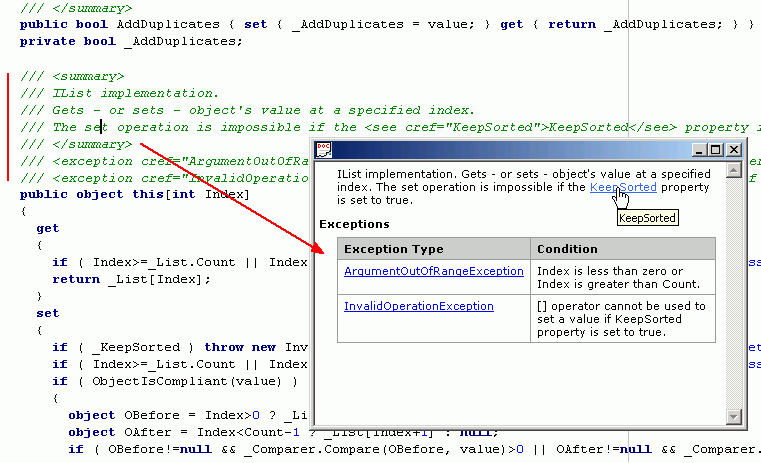 /// </summary>
public bool AddDuplicates { set { _AddDuplicates = value; } get { return _AddDuplicates; } }
private bool _AddDuplicates;
/// <summary>
/// IList implementation.
/// Gets - or sets - object's value at a specified index.
/// The set operation is impossible if the <see cref="KeepSorted">KeepSorted</see> property
/// </summary>
/// <exception cref="ArgumentOutOfRa
/// <exception cref="InvalidOperatio
public object this[int Index]
{
get
{
if ( Index>=_List.Count || Index
return _List[Index];
}
set
{
if ( _KeepSorted ) throw new Inv
if ( Index>=_List.Count || Index
if ( ObjectIsCompliant(value) )
{
object OBefore = Index>0 ? _Li
object OAfter = Index<Count-1 ? _List[Index+1] : null;
if ( OBefore!=null && _Comparer.Compare(OBefore, value)>0 || OAfter!=null && _Comparer.
DOC
IList implementation. Gets - or sets - object's value at a specified
index. The set operation is impossible if the KeepSorted property
is set to true.
KeepSorted
Exceptions
Exception Type Condition
ArgumentOutOfRangeException Index is less than zero or
Index is greater than Count.
InvalidOperationException [] operator cannot be used to
set a value if KeepSorted
property is set to true.